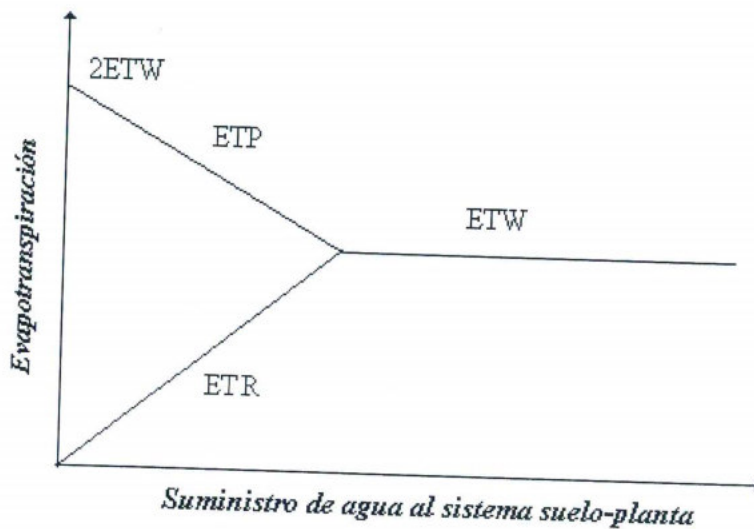 2ETW
ETP
ETW
Evapotranspiración
ETR
Suministro de agua al sistema suelo-planta